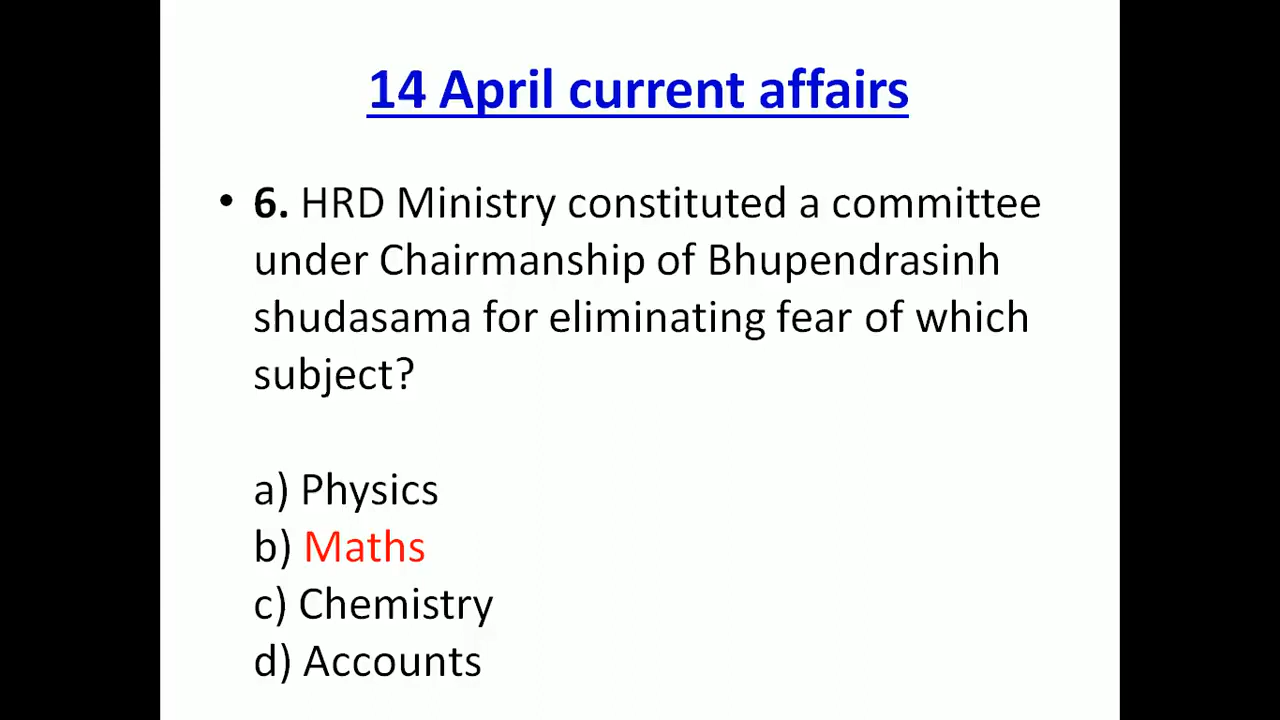 14 April current affairs
• 6. HRD Ministry constituted a committee
under Chairmanship of Bhupendrasinh
shudasama for eliminating fear of which
subject?
a) Physics
b) Maths
c) Chemistry
d) Accounts